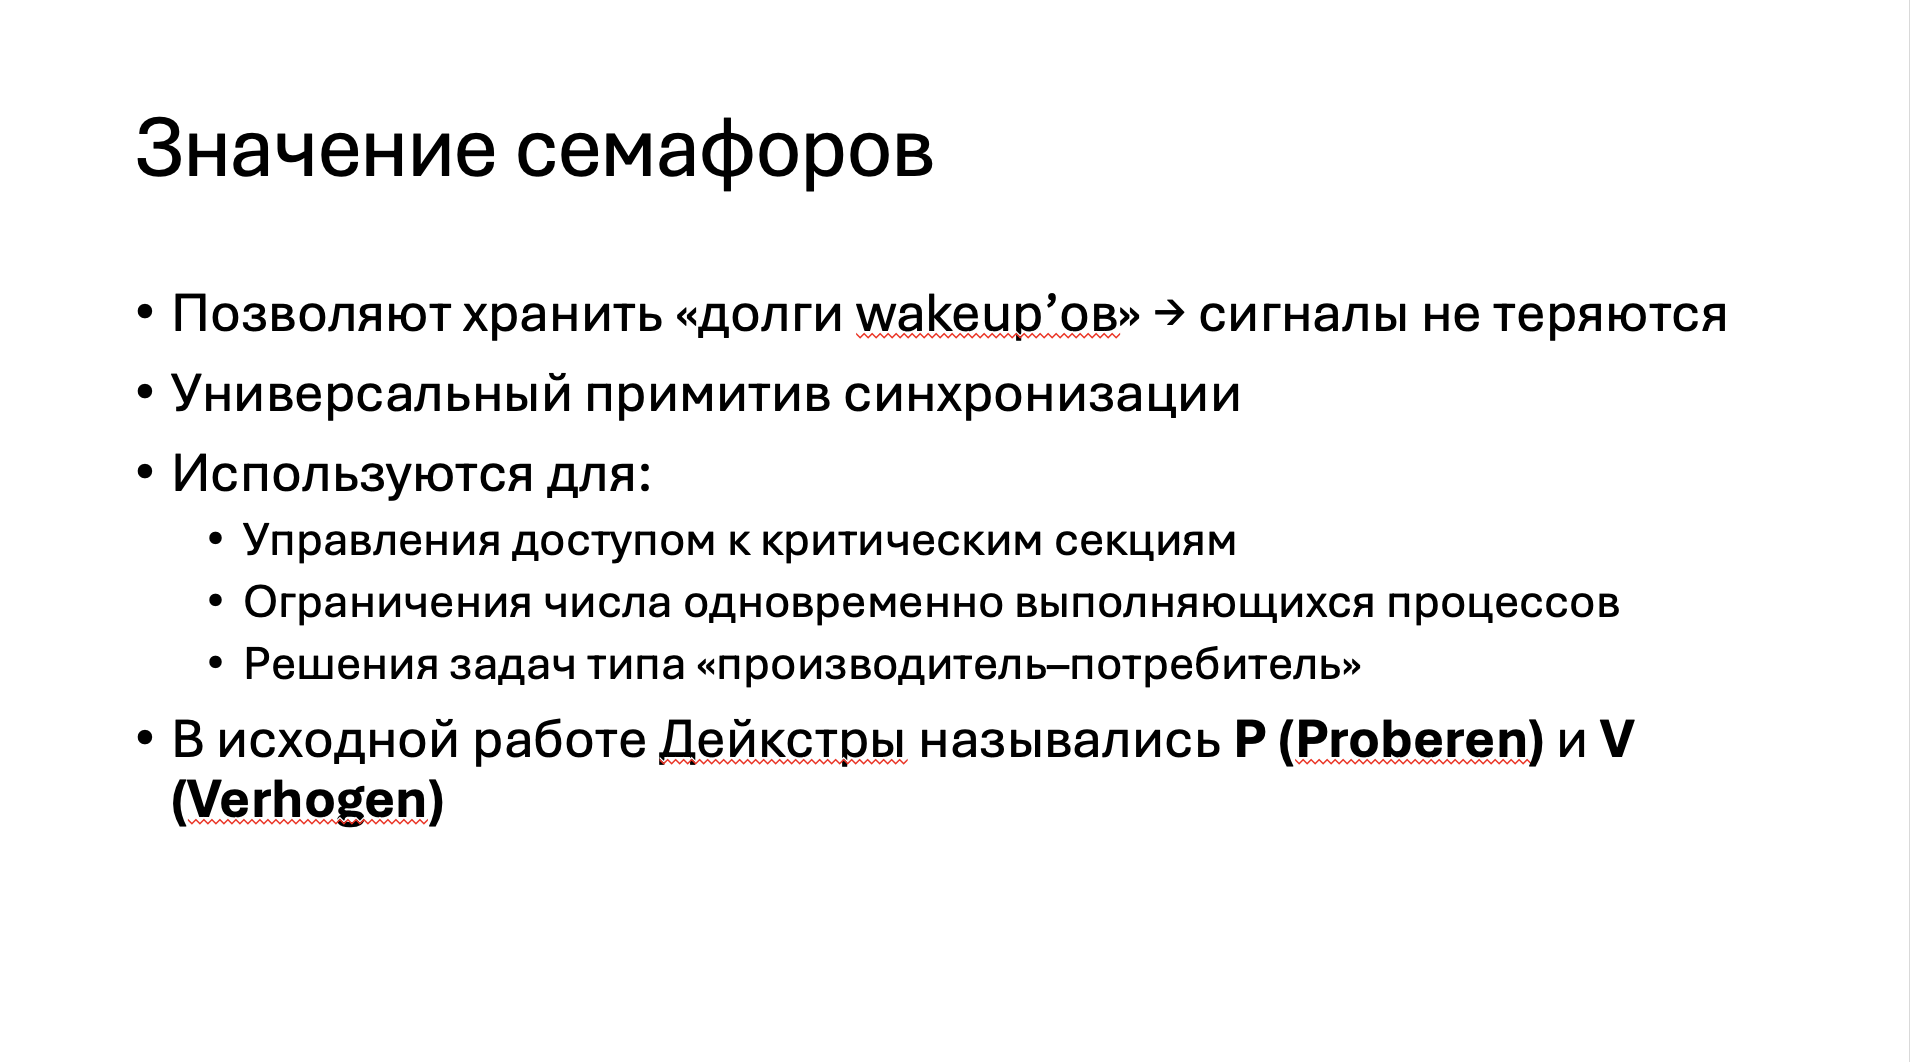 Значение семафоров
• Позволяют хранить «долги wakeup’ов» → сигналы не теряются
• Универсальный примитив синхронизации
• Используются для:
• Управления доступом к критическим секциям
• Ограничения числа одновременно выполняющихся процессов
• Решения задач типа «производитель–потребитель»
• В исходной работе Дейкстры назывались P (Proberen) и V
(Verhogen)